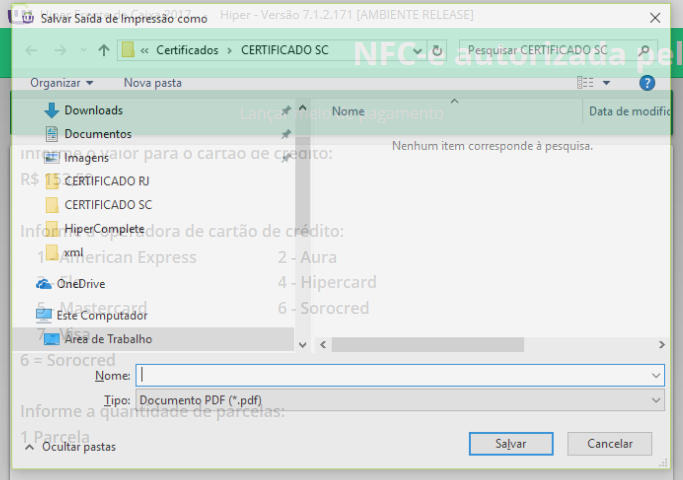 Hiper Frente de Caixa 2017 Hiper - Versão 7.1.2.171 [AMBIENTE RELEASE]
Salvar Saída de Impressão como
NFC-e autorizada pel
« Certificados › CERTIFICADO SC
Pesquisar CERTIFICADO SC
Organizar
Nova pasta
?
Lançar meio de pagamento
Downloads
Documentos
Imagens
CERTIFICADO RJ
CERTIFICADO SC
HiperComplete
xml
OneDrive
Este Computador
Área de Trabalho
Nome
Data de modific
Nenhum item corresponde à pesquisa.
Informe o valor para o cartão de crédito:
R$
Informe a operadora de cartão de crédito:
1 - American Express
2 - Aura
3 - Elo
4 - Hipercard
5 - Mastercard
6 - Sorocred
7 - Visa
6 = Sorocred
Nome:
Tipo: Documento PDF (*.pdf)
Informe a quantidade de parcelas:
1 Parcela
Ocultar pastas
Salvar
Cancelar